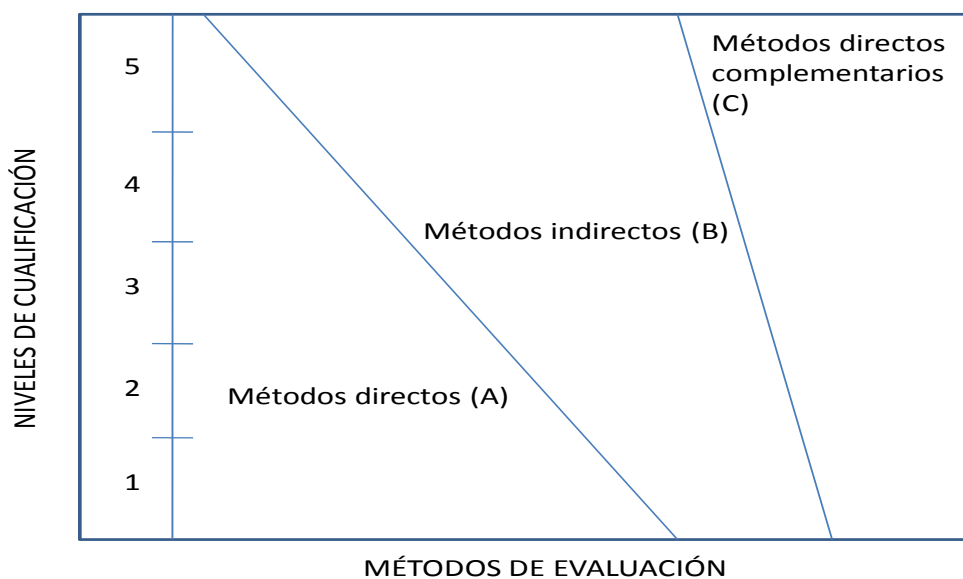 NIVELES DE CUALIFICACIÓN
5
4
3
2
1
Métodos directos
complementarios
(C)
Métodos indirectos (B)
Métodos directos (A)
MÉTODOS DE EVALUACIÓN